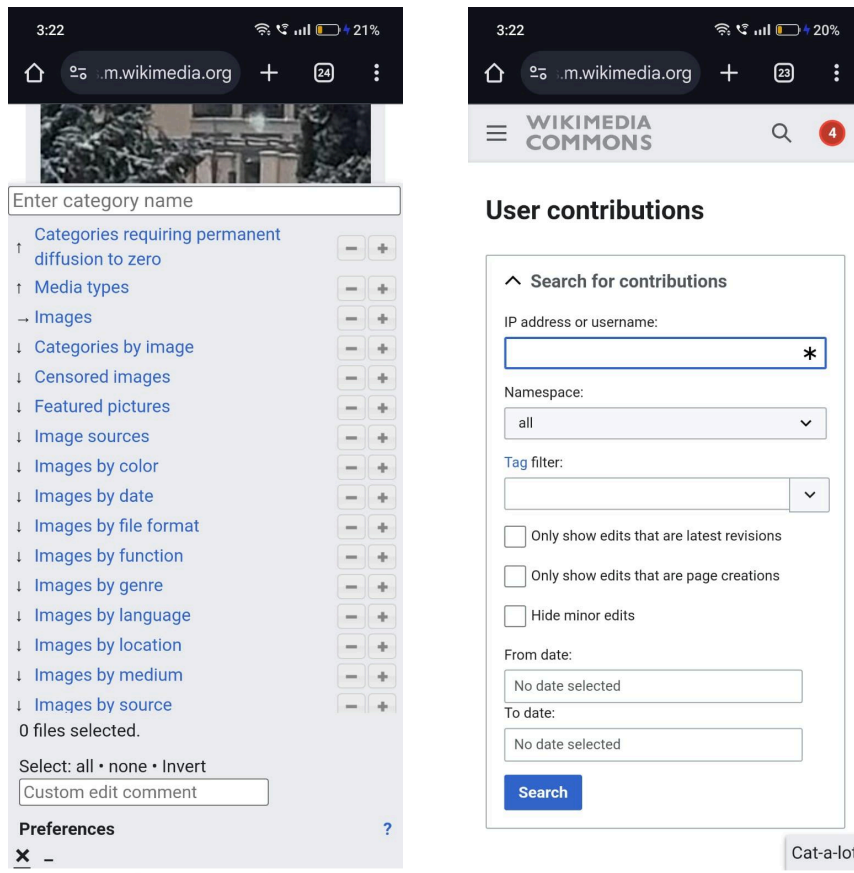 3:22
21%
.m.wikimedia.org
24
Enter category name
↑ Categories requiring permanent
diffusion to zero
↑ Media types
→ Images
↓ Categories by image
↓ Censored images
↓ Featured pictures
↓ Image sources
↓ Images by color
↓ Images by date
↓ Images by file format
↓ Images by function
↓ Images by genre
↓ Images by language
↓ Images by location
↓ Images by medium
↓ Images by source
0 files selected.
Select: all • none • Invert
Custom edit comment
Preferences ?
3:22
20%
.m.wikimedia.org
23
WIKIMEDIA
COMMONS
4
User contributions
Search for contributions
IP address or username:
*
Namespace:
all
Tag filter:
Only show edits that are latest revisions
Only show edits that are page creations
Hide minor edits
From date:
No date selected
To date:
No date selected
Search
Cat-a-lot